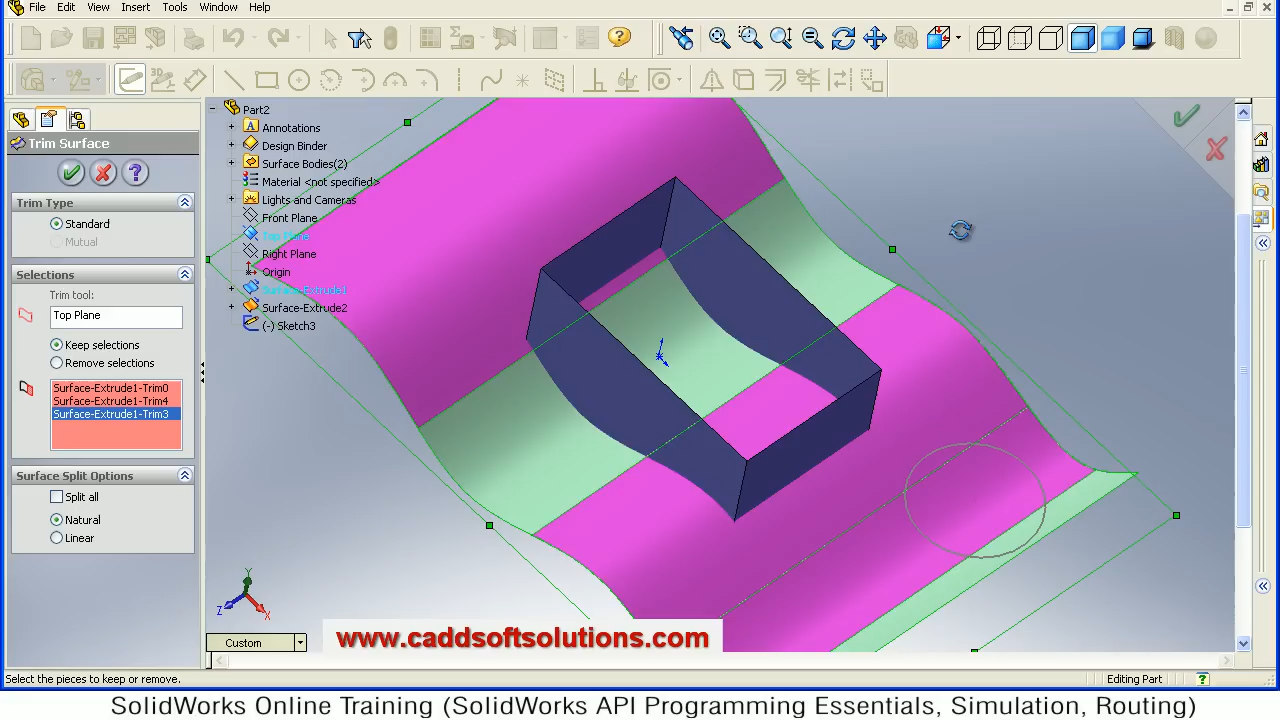 File Edit View Insert Tools Window Help
Trim Surface
Trim Type
Standard
Mutual
Selections
Trim tool:
Top Plane
Keep selections
Remove selections
Surface-Extrude1-Trim0
Surface-Extrude1-Trim4
Surface-Extrude1-Trim3
Surface Split Options
Split all
Natural
Linear
Part2
Annotations
Design Binder
Surface Bodies(2)
Material <not specified>
Lights and Cameras
Front Plane
Top Plane
Right Plane
Origin
Surface-Extrude1
Surface-Extrude2
(-) Sketch3
Y
Z
X
Custom
www.caddsoftsolutions.com
Select the pieces to keep or remove.
Editing Part
SolidWorks Online Training (SolidWorks API Programming Essentials, Simulation, Routing)